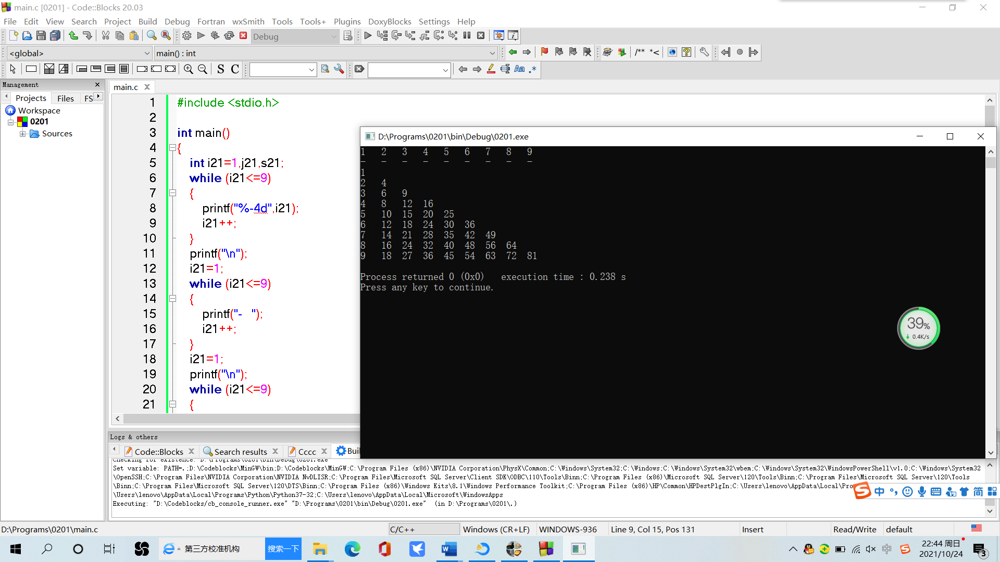 main.c [0201] - Code::Blocks 20.03
File Edit View Search Project Build Debug Fortran wxSmith Tools Tools+ Plugins DoxyBlocks Settings Help
Debug
<global> main() : int
/** *<
S C
Aa .*
Management
main.c
Projects Files FS
Workspace
0201
Sources
1 #include <stdio.h>
2
3 int main()
4 {
5 int i21=1,j21,s21;
6 while (i21<=9)
7 {
8 printf("%-4d",i21);
9 i21++;
10 }
11 printf("\n");
12 i21=1;
13 while (i21<=9)
14 {
15 printf("-   ");
16 i21++;
17 }
18 i21=1;
19 printf("\n");
20 while (i21<=9)
21 {
D:\Programs\0201\bin\Debug\0201.exe
1 2 3 4 5 6 7 8 9
- - - - - - - - -
1
2 4
3 6 9
4 8 12 16
5 10 15 20 25
6 12 18 24 30 36
7 14 21 28 35 42 49
8 16 24 32 40 48 56 64
9 18 27 36 45 54 63 72 81
Process returned 0 (0x0)   execution time : 0.238 s
Press any key to continue.
39%
0.4K/s
Logs & others
Code::Blocks Search results Cccc Buil
Checking for existence: D:\Programs\0201\bin\Debug\0201.exe
Set variable: PATH=.;D:\Codeblocks\MinGW\bin;D:\Codeblocks\MinGW;C:\Program Files (x86)\NVIDIA Corporation\PhysX\Common;C:\Windows\System32;C:\Windows;C:\Windows\System32\wbem;C:\Windows\System32\WindowsPowerShell\v1.0;C:\Windows\System32
\OpenSSH;C:\Program Files\NVIDIA Corporation\NVIDIA NvDLISR;C:\Program Files\Microsoft SQL Server\Client SDK\ODBC\110\Tools\Binn;C:\Program Files (x86)\Microsoft SQL Server\120\Tools\Binn;C:\Program Files\Microsoft SQL Server\120\Tools
\Binn;C:\Program Files\Microsoft SQL Server\120\DTS\Binn;C:\Program Files (x86)\Windows Kits\8.1\Windows Performance Toolkit;C:\Program Files (x86)\HP\Common\HPDestPlgIn;C:\Users\lenovo\AppData\Local\Pro
\Users\lenovo\AppData\Local\Programs\Python\Python37-32;C:\Users\lenovo\AppData\Local\Microsoft\WindowsApps
Executing: "D:\Codeblocks/cb_console_runner.exe" "D:\Programs\0201\bin\Debug\0201.exe"  (in D:\Programs\0201\.)
中 简
D:\Programs\0201\main.c C/C++ Windows (CR+LF) WINDOWS-936 Line 9, Col 15, Pos 131 Insert Read/Write default
第三方校准机构 搜索一下
中
22:44 周日
2021/10/24
3